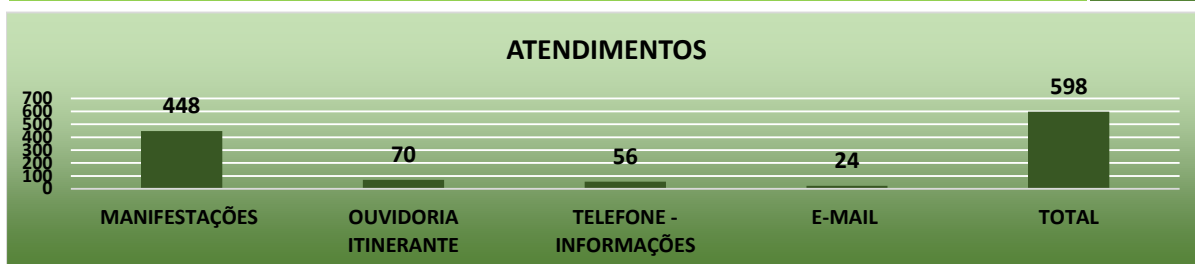 ATENDIMENTOS
700
600
500
400
300
200
100
0
448
70
56
24
598
MANIFESTAÇÕES
OUVIDORIA
ITINERANTE
TELEFONE -
INFORMAÇÕES
E-MAIL
TOTAL